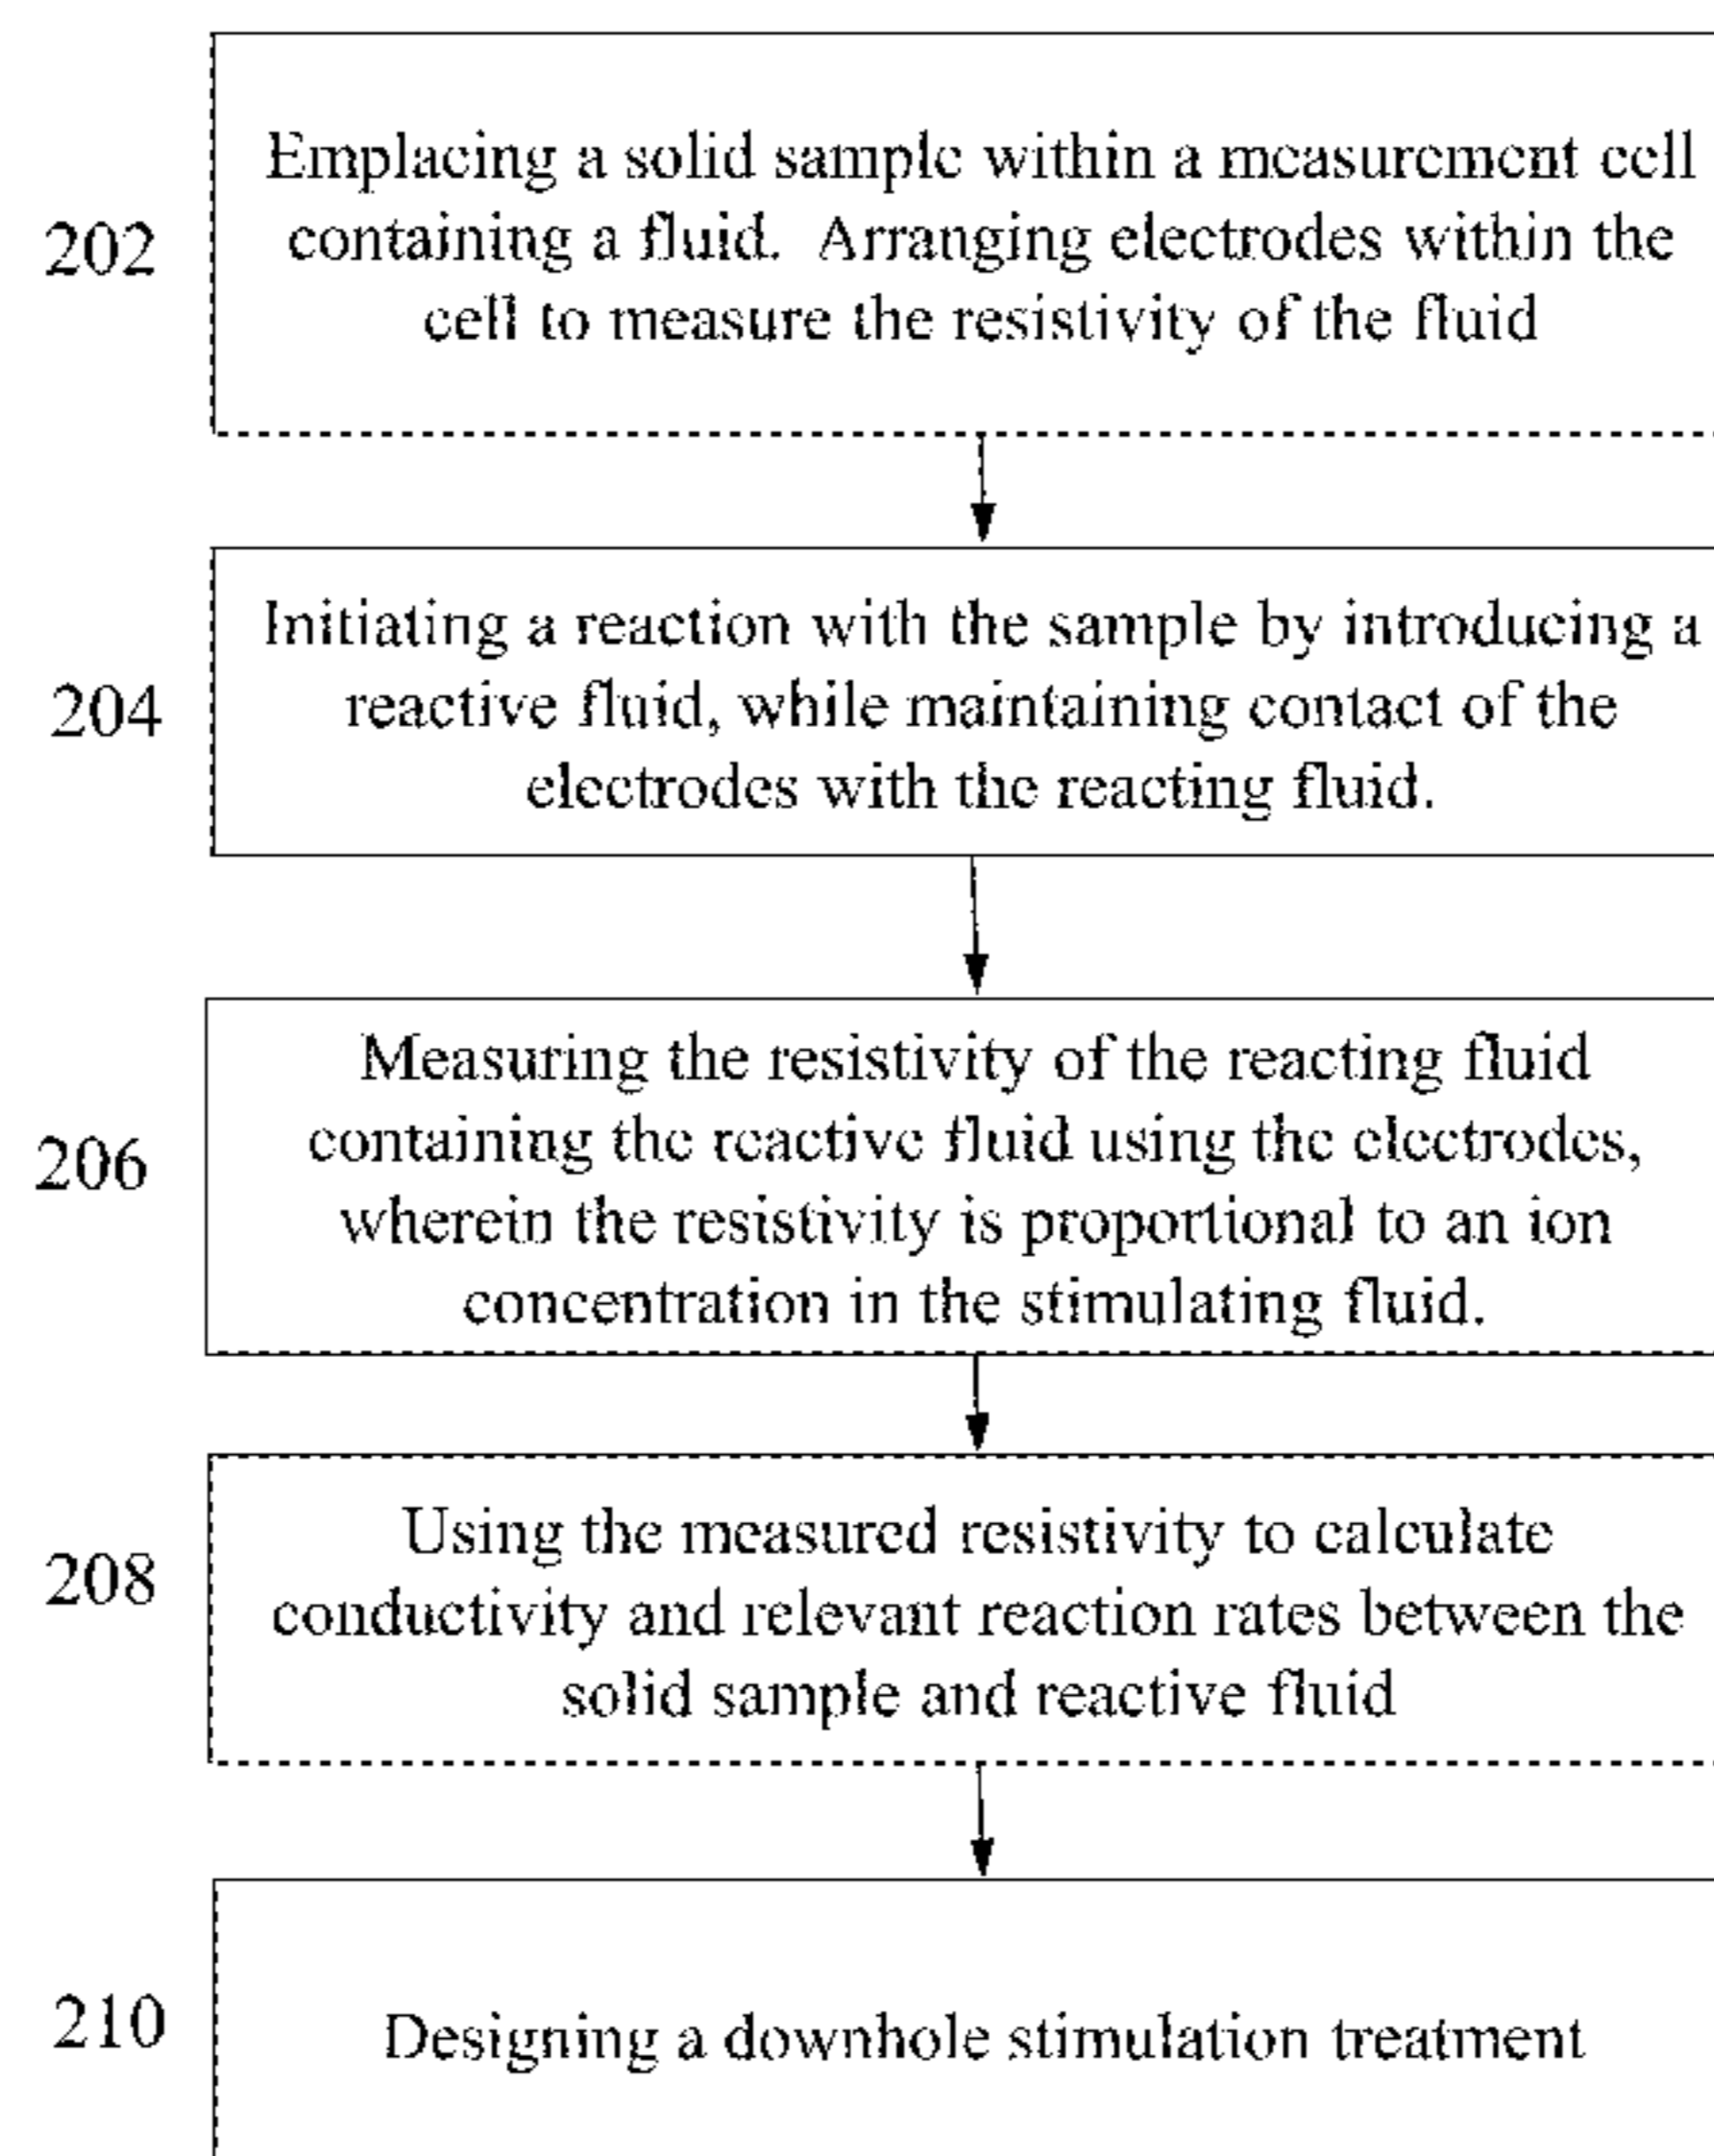 Emplacing a solid sample within a measurement cell
202
containing a fluid. Arranging electrodes within the
cell to measure the resistivity of the fluid
Initiating a reaction with the sample by introducing a
204
reactive fluid, while maintaining contact of the
electrodes with the reacting fluid.
Measuring the resistivity of the reacting fluid
containing the reactive fluid using the electrodes,
206
wherein the resistivity is proportional to an ion
concentration in the stimulating fluid.
Using the measured resistivity to calculate
208
conductivity and relevant reaction rates between the
solid sample and reactive fluid
210
Designing a downhole stimulation treatment